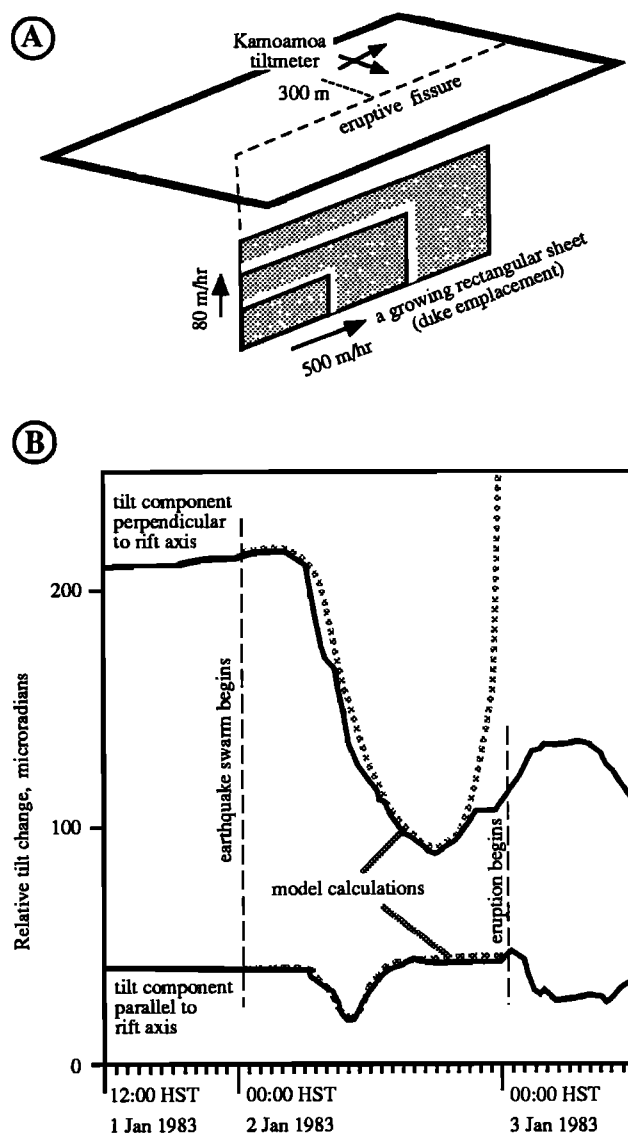 A
Kamoamoa
tiltmeter
300 m
eruptive fissure
80 m/hr
500 m/hr
a growing rectangular sheet
(dike emplacement)
B
Relative tilt change, microradians
200
100
0
tilt component
perpendicular
to rift axis
earthquake swarm begins
model calculations
eruption begins
tilt component
parallel to
rift axis
12:00 HST
1 Jan 1983
00:00 HST
2 Jan 1983
00:00 HST
3 Jan 1983